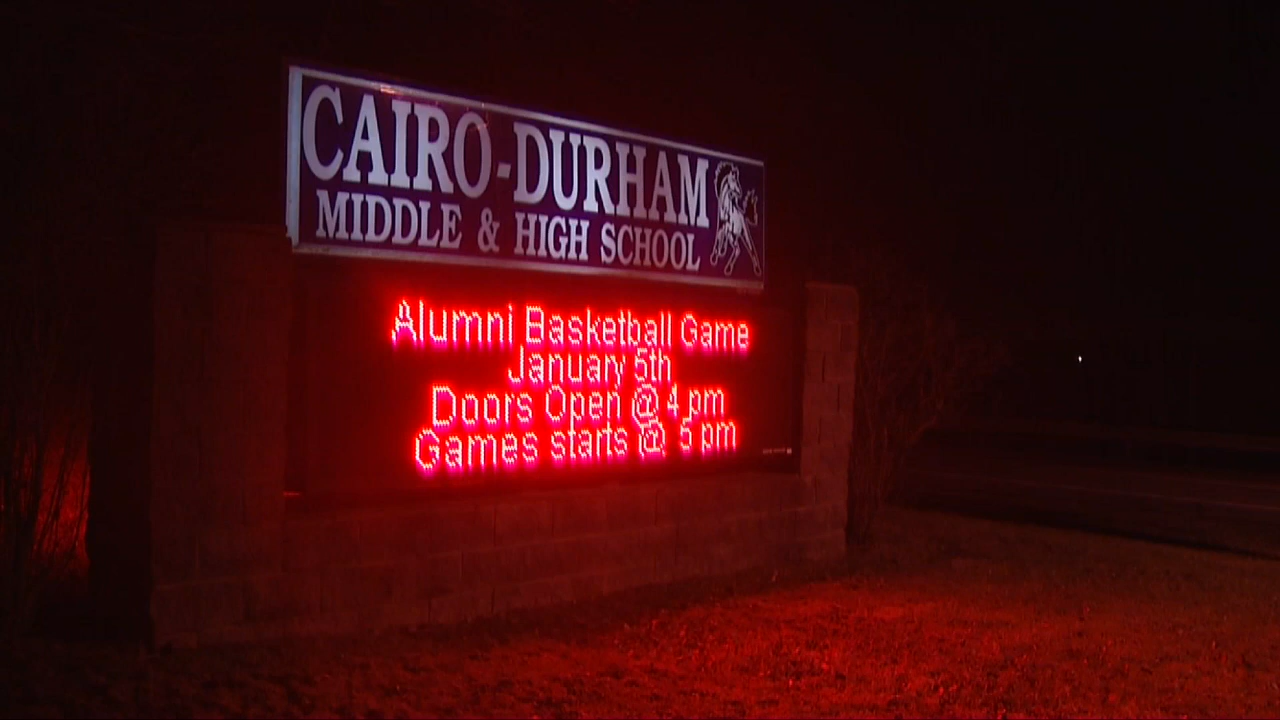 CAIRO-DURHAM
MIDDLE & HIGH SCHOOL
Alumni Basketball Game
January 5th
Doors Open @ 4 pm
Games starts @ 5 pm